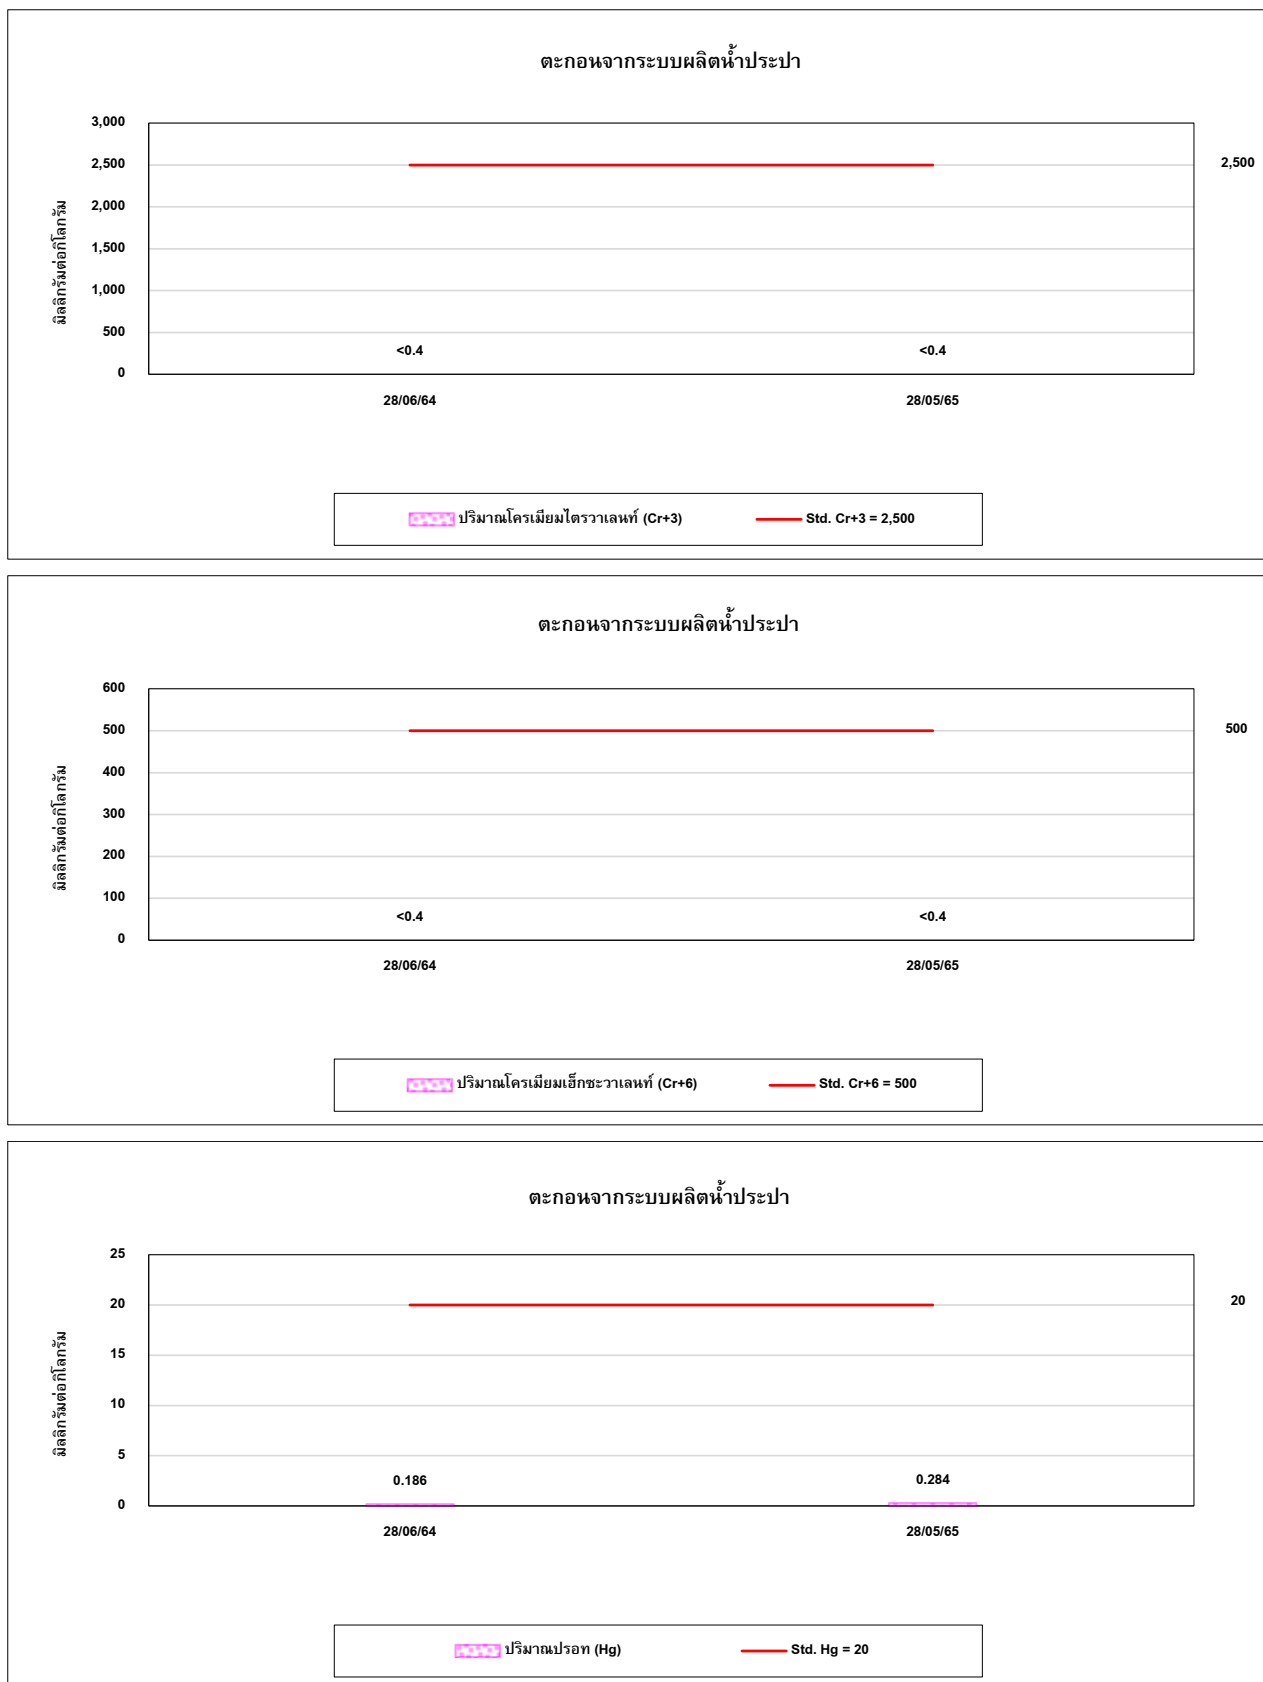 ตะกอนจากระบบผลิตน้ำประปา
3,000
2,500
2,500
2,000
1,500
1,000
500
0
มิลลิกรัมต่อกิโลกรัม
<0.4
<0.4
28/06/64
28/05/65
ปริมาณโครเมียมไตรวาเลนท์ (Cr+3)
Std. Cr+3 = 2,500
ตะกอนจากระบบผลิตน้ำประปา
600
500
500
400
300
200
100
0
มิลลิกรัมต่อกิโลกรัม
<0.4
<0.4
28/06/64
28/05/65
ปริมาณโครเมียมเฮ็กซะวาเลนท์ (Cr+6)
Std. Cr+6 = 500
ตะกอนจากระบบผลิตน้ำประปา
25
20
20
15
10
5
0
มิลลิกรัมต่อกิโลกรัม
0.186
0.284
28/06/64
28/05/65
ปริมาณปรอท (Hg)
Std. Hg = 20